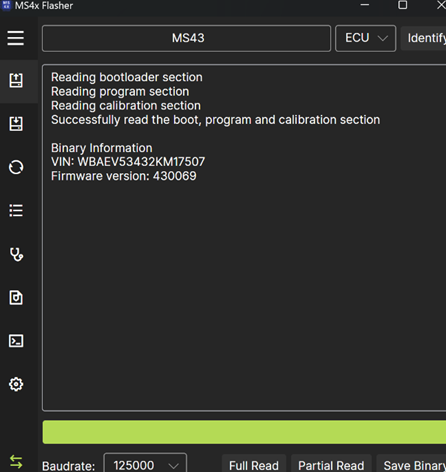 MS4x Flasher
MS43
ECU
Identify
Reading bootloader section
Reading program section
Reading calibration section
Successfully read the boot, program and calibration section
Binary Information
VIN: WBAEV53432KM17507
Firmware version: 430069
Baudrate:
125000
Full Read
Partial Read
Save Binary